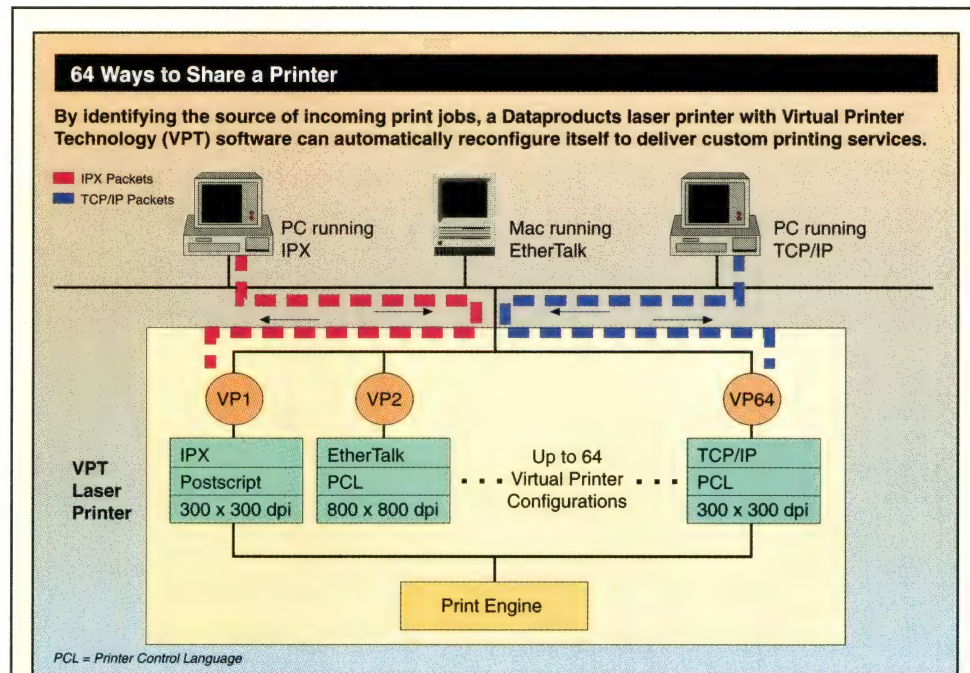 64 Ways to Share a Printer
By identifying the source of incoming print jobs, a Dataproducts laser printer with Virtual Printer
Technology (VPT) software can automatically reconfigure itself to deliver custom printing services.
IPX Packets
TCP/IP Packets
PC running
IPX
Mac running
EtherTalk
PC running
TCP/IP
VP1
VP2
VP64
VPT
Laser
Printer
IPX
Postscript
300 x 300 dpi
EtherTalk
PCL
800 x 800 dpi
Up to 64
Virtual Printer
Configurations
TCP/IP
PCL
300 x 300 dpi
Print Engine
PCL = Printer Control Language